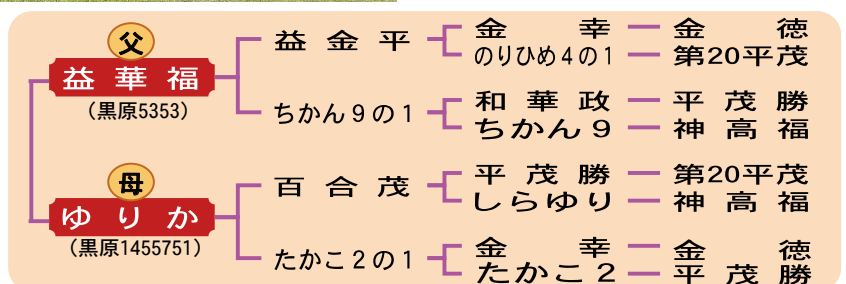 父
益華福
(黒原5353)
益金平
金幸 金徳
のりひめ4の1 第20平茂
ちかん9の1
和華政 平茂勝
ちかん9 神高福
母
ゆりか
(黒原1455751)
百合茂
平茂勝 第20平茂
しらゆり 神高福
たかこ2の1
金幸 金徳
たかこ2 平茂勝